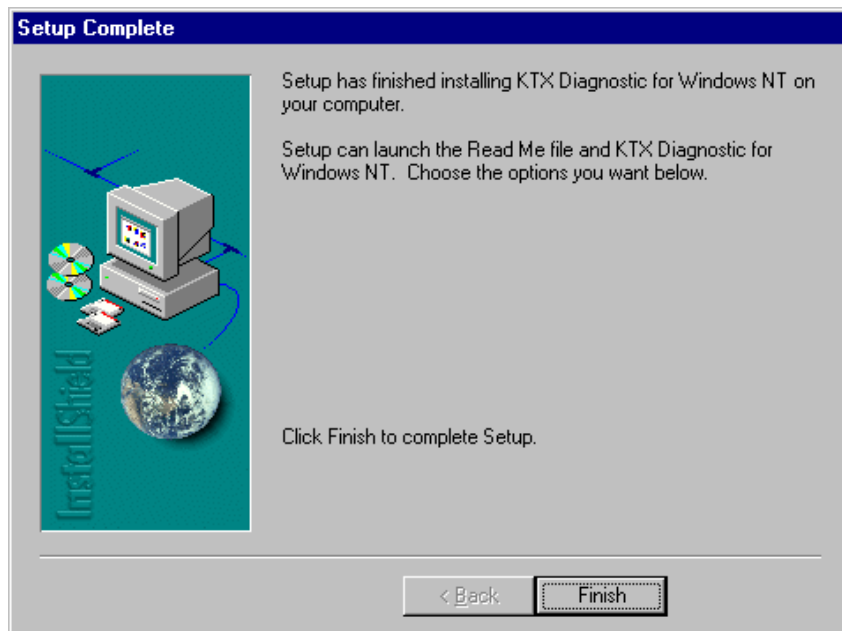 Setup Complete
Setup has finished installing KTX Diagnostic for Windows NT on
your computer.
Setup can launch the Read Me file and KTX Diagnostic for
Windows NT.  Choose the options you want below.
InstallShield
Click Finish to complete Setup.
< Back
Finish